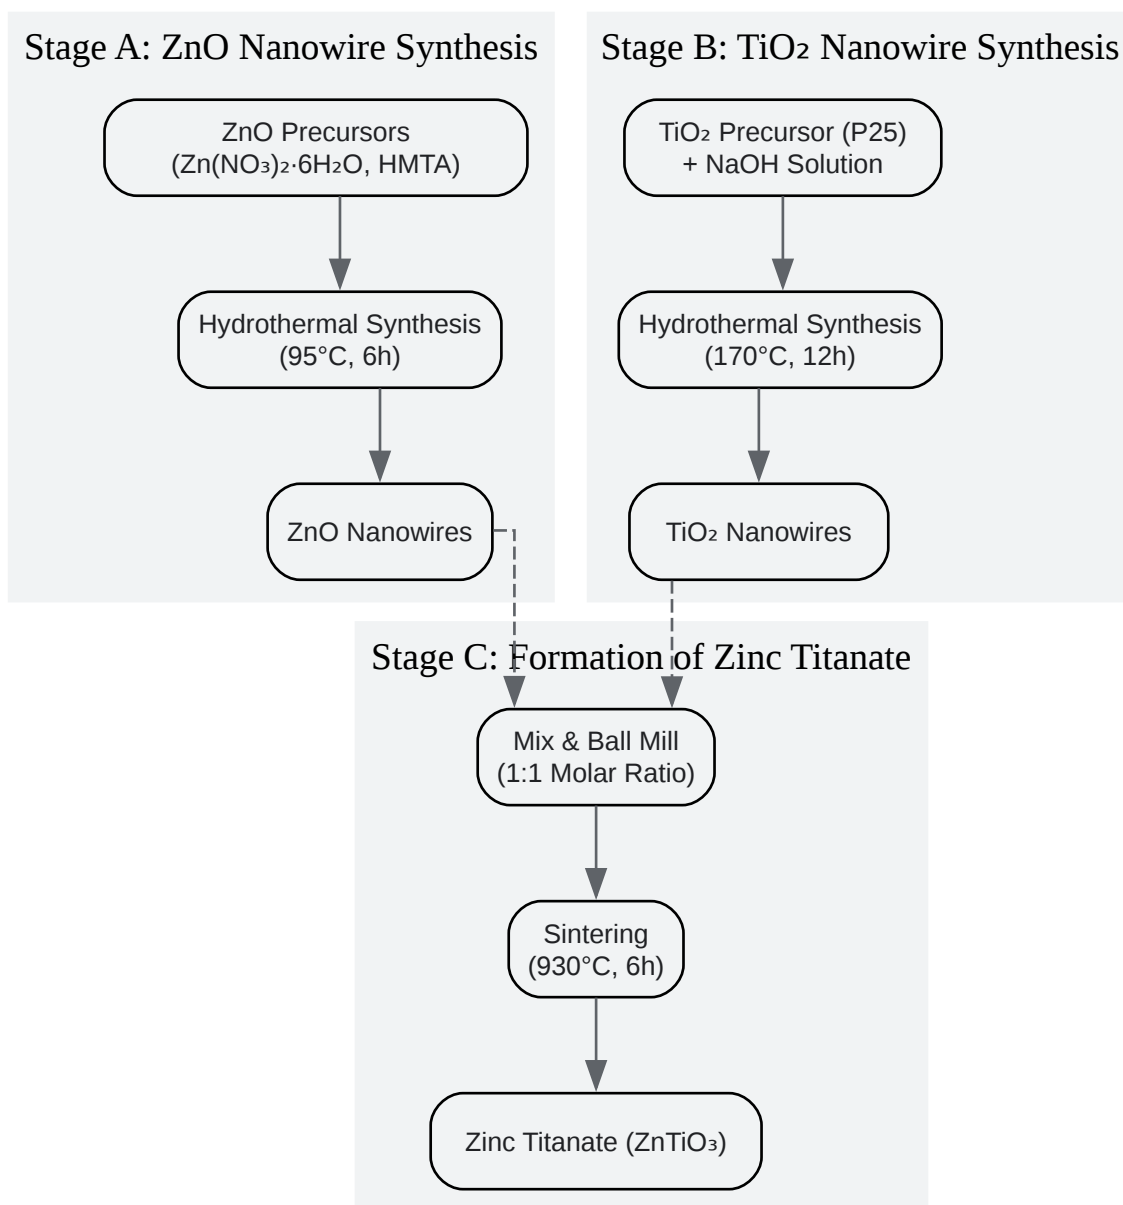 Stage A: ZnO Nanowire Synthesis
ZnO Precursors
(Zn(NO₃)₂·6H₂O, HMTA)
Hydrothermal Synthesis
(95°C, 6h)
ZnO Nanowires
Stage B: TiO₂ Nanowire Synthesis
TiO₂ Precursor (P25)
+ NaOH Solution
Hydrothermal Synthesis
(170°C, 12h)
TiO₂ Nanowires
Stage C: Formation of Zinc Titanate
Mix & Ball Mill
(1:1 Molar Ratio)
Sintering
(930°C, 6h)
Zinc Titanate (ZnTiO₃)